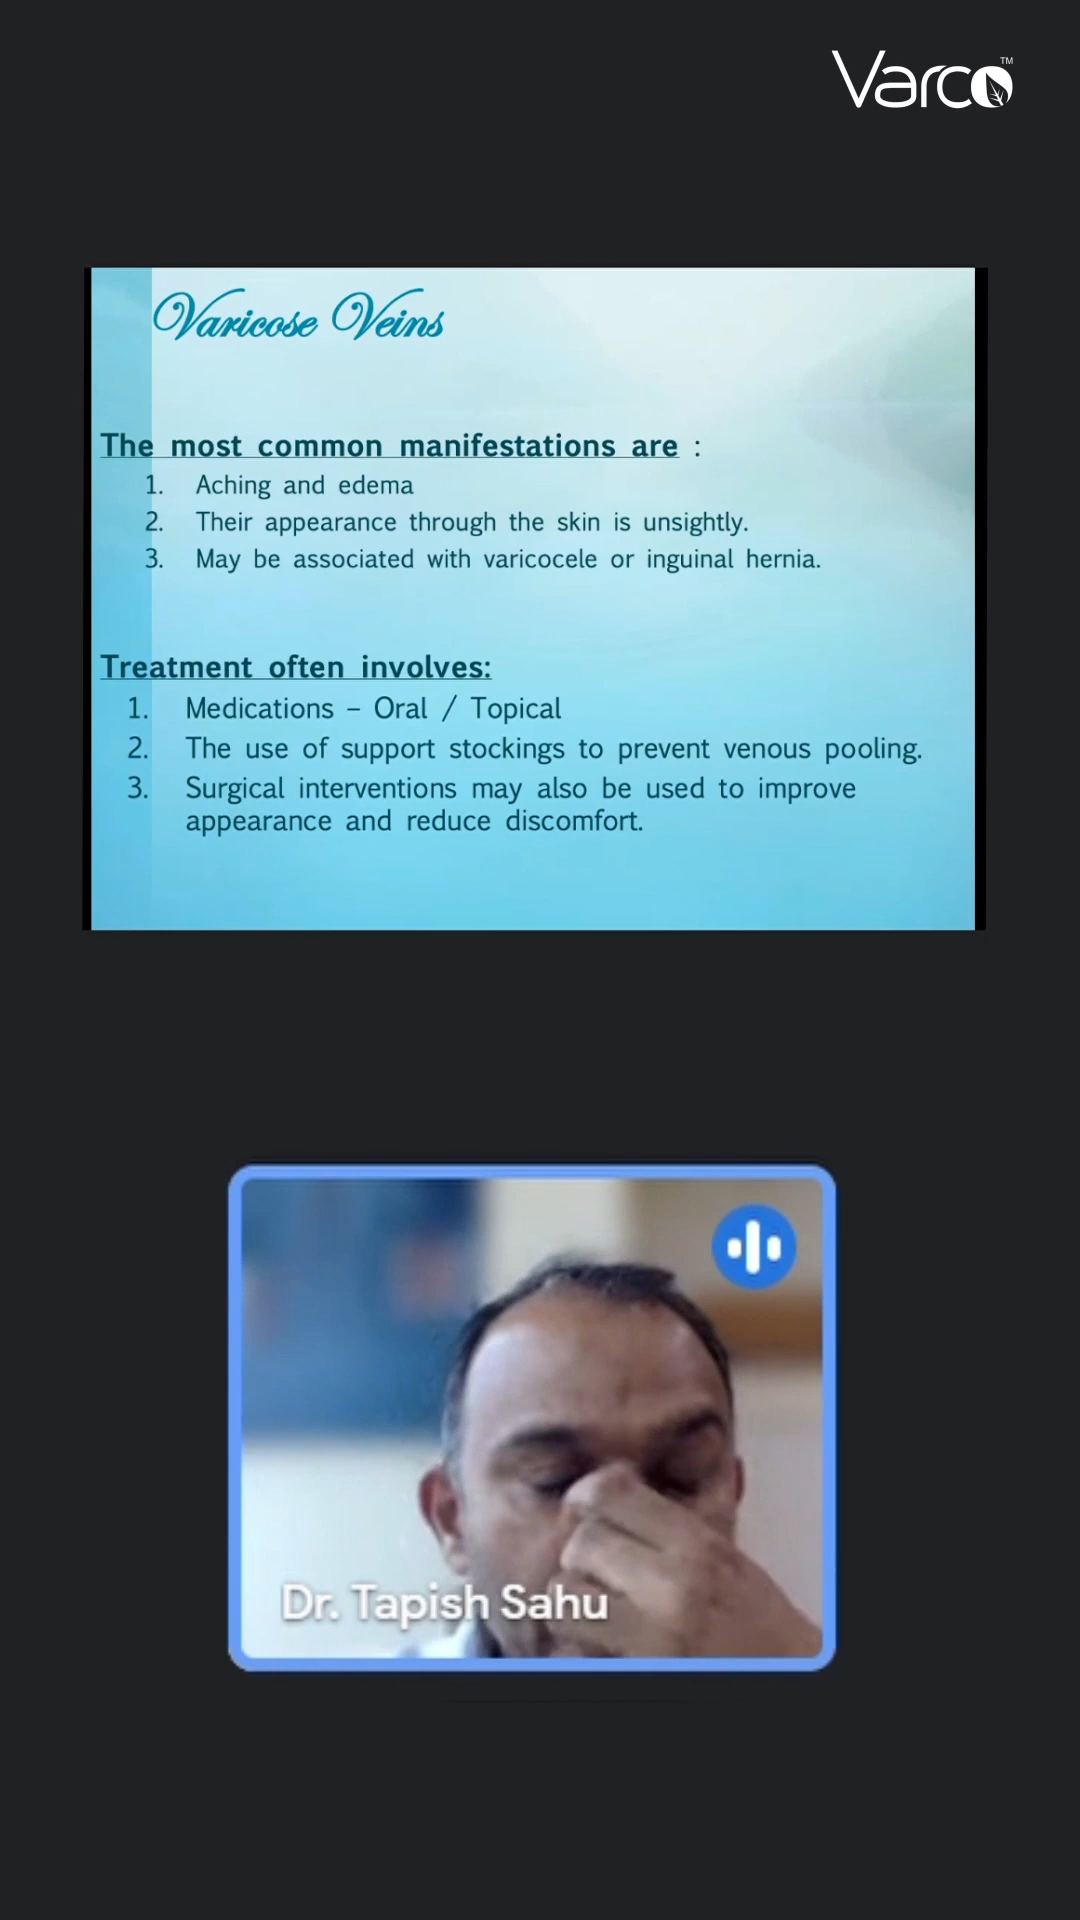 Varco TM
Varicose Veins
The most common manifestations are :
1. Aching and edema
2. Their appearance through the skin is unsightly.
3. May be associated with varicocele or inguinal hernia.
Treatment often involves:
1. Medications – Oral / Topical
2. The use of support stockings to prevent venous pooling.
3. Surgical interventions may also be used to improve
appearance and reduce discomfort.
Dr. Tapish Sahu